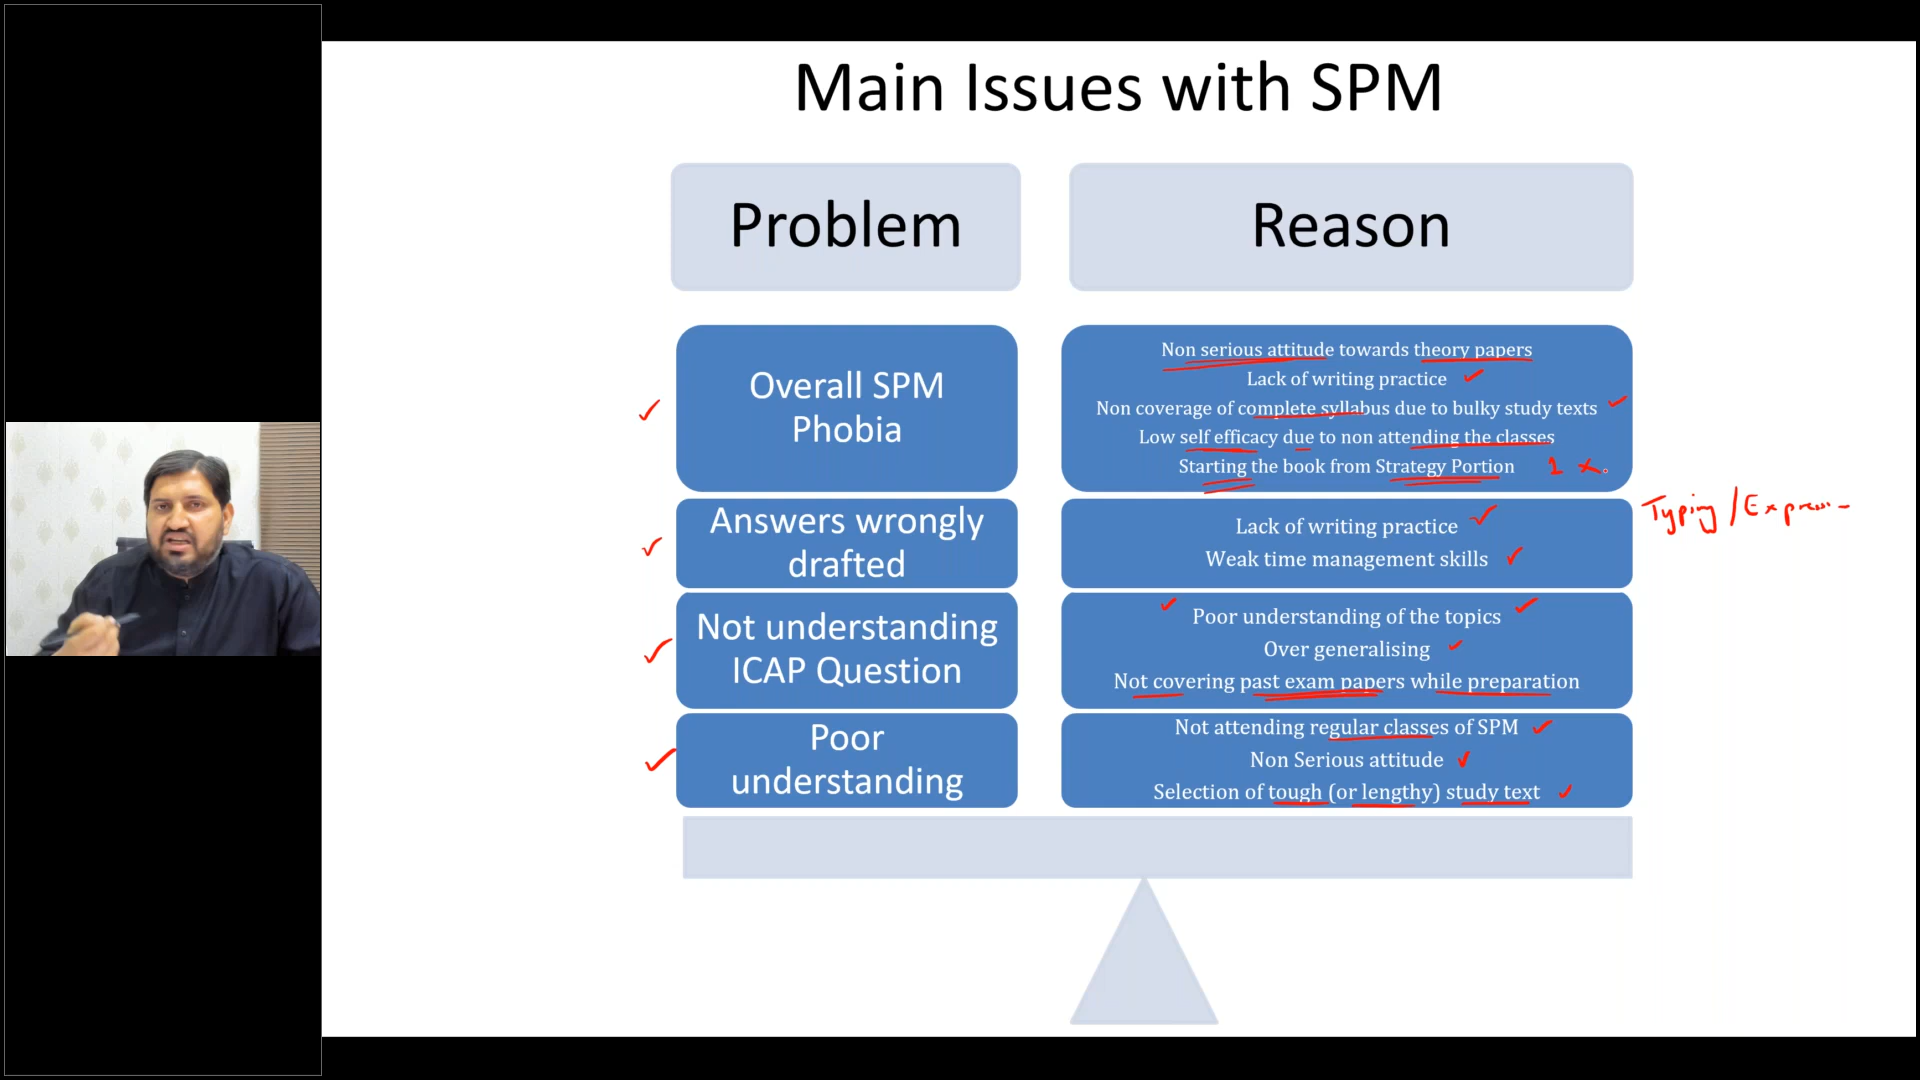 Main Issues with SPM
Problem
Reason
Overall SPM
Phobia
Non serious attitude towards theory papers
Lack of writing practice
Non coverage of complete syllabus due to bulky study texts
Low self efficacy due to non attending the classes
Starting the book from Strategy Portion
1 x
Answers wrongly
drafted
Lack of writing practice
Weak time management skills
Typing /
Not understanding
ICAP Question
Poor understanding of the topics
Over generalising
Not covering past exam papers while preparation
Poor
understanding
Not attending regular classes of SPM
Non Serious attitude
Selection of tough (or lengthy) study text